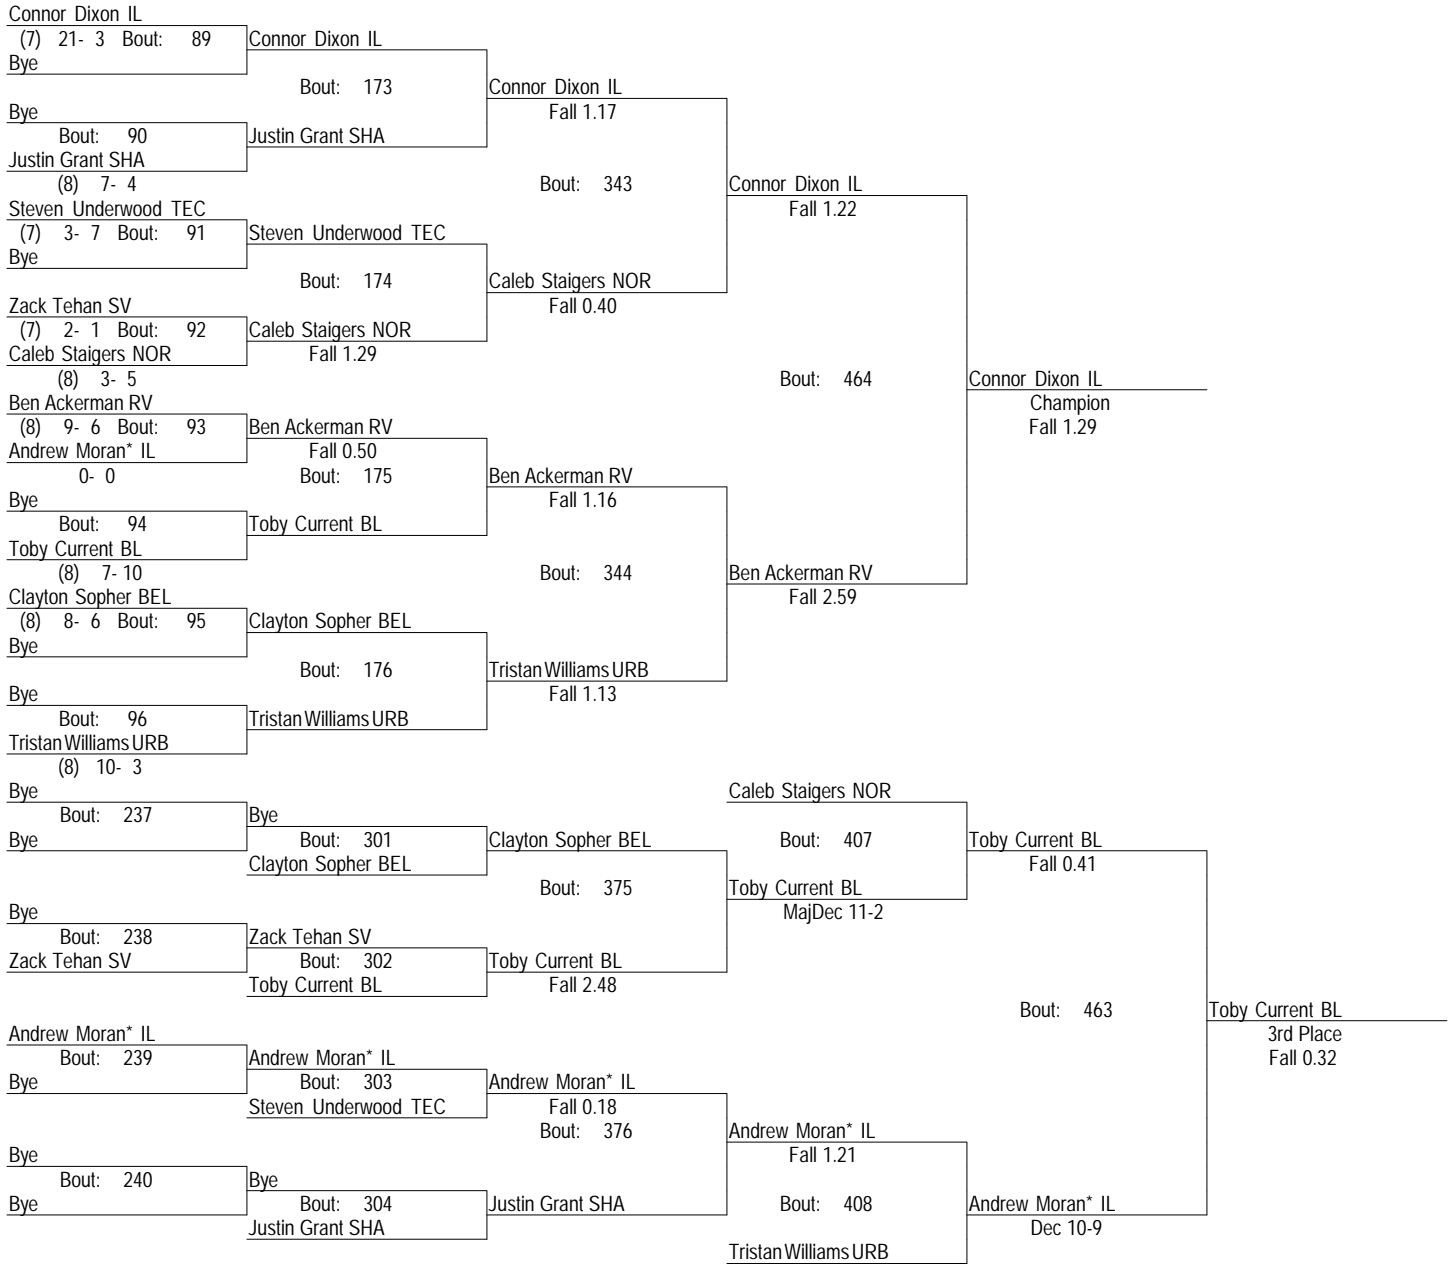 Connor Dixon IL
(7) 21- 3 Bout: 89 Connor Dixon IL
Bye
Bout: 173 Connor Dixon IL
Bye Fall 1.17
Bout: 90 Justin Grant SHA
Justin Grant SHA
(8) 7- 4 Bout: 343 Connor Dixon IL
Steven Underwood TEC Fall 1.22
(7) 3- 7 Bout: 91 Steven Underwood TEC
Bye
Bout: 174 Caleb Staigers NOR
Zack Tehan SV Fall 0.40
(7) 2- 1 Bout: 92 Caleb Staigers NOR
Caleb Staigers NOR Fall 1.29
(8) 3- 5 Bout: 464 Connor Dixon IL
Ben Ackerman RV Champion
(8) 9- 6 Bout: 93 Ben Ackerman RV Fall 1.29
Andrew Moran* IL Fall 0.50
0- 0 Bout: 175 Ben Ackerman RV
Bye Fall 1.16
Bout: 94 Toby Current BL
Toby Current BL
(8) 7- 10 Bout: 344 Ben Ackerman RV
Clayton Sopher BEL Fall 2.59
(8) 8- 6 Bout: 95 Clayton Sopher BEL
Bye
Bout: 176 Tristan Williams URB
Bye Fall 1.13
Bout: 96 Tristan Williams URB
Tristan Williams URB
(8) 10- 3
Bye Caleb Staigers NOR
Bout: 237 Bye
Bye Bout: 301 Clayton Sopher BEL Bout: 407 Toby Current BL
Clayton Sopher BEL Fall 0.41
Bout: 375 Toby Current BL
Bye MajDec 11-2
Bout: 238 Zack Tehan SV
Zack Tehan SV Bout: 302 Toby Current BL
Toby Current BL Fall 2.48
Bout: 463 Toby Current BL
Andrew Moran* IL 3rd Place
Bout: 239 Andrew Moran* IL Fall 0.32
Bye Bout: 303 Andrew Moran* IL
Steven Underwood TEC Fall 0.18
Bout: 376 Andrew Moran* IL
Bye Fall 1.21
Bout: 240 Bye
Bye Bout: 304 Justin Grant SHA Bout: 408 Andrew Moran* IL
Justin Grant SHA Dec 10-9
Tristan Williams URB